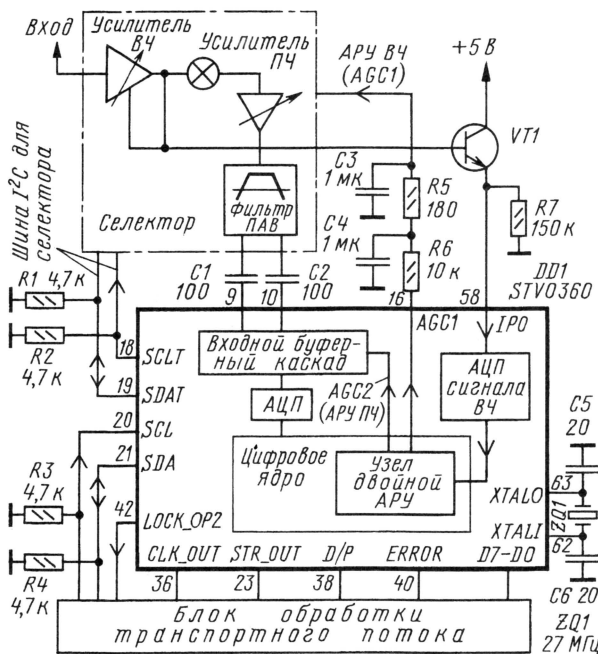 Вход
Усилитель
ВЧ
Усилитель
ПЧ
АРУ ВЧ
(AGC1)
+5 В
VT1
C3
1 мк
R5
180
R7
150 к
C4
1 мк
R6
10 к
Фильтр
ПАВ
Селектор
Шина I²C для
селектора
C1
100
C2
100
DD1
STV0360
R1 4,7 к
R2
4,7 к
9
10
16
58
AGC1
IPO
18
SCLT
19
SDAT
20
SCL
21
SDA
42
LOCK_OP2
Входной буфер-
ный каскад
АЦП
AGC2
(АРУ ПЧ)
АЦП
сигнала
ВЧ
Цифровое
ядро
Узел
двойной
АРУ
R3
4,7 к
R4
4,7 к
C5
20
XTALO
63
ZQ1
XTALI
62
C6 20
CLK_OUT
STR_OUT
D/P
ERROR
D7-D0
36
23
38
40
Блок обработки
транспортного потока
ZQ1
27 МГц